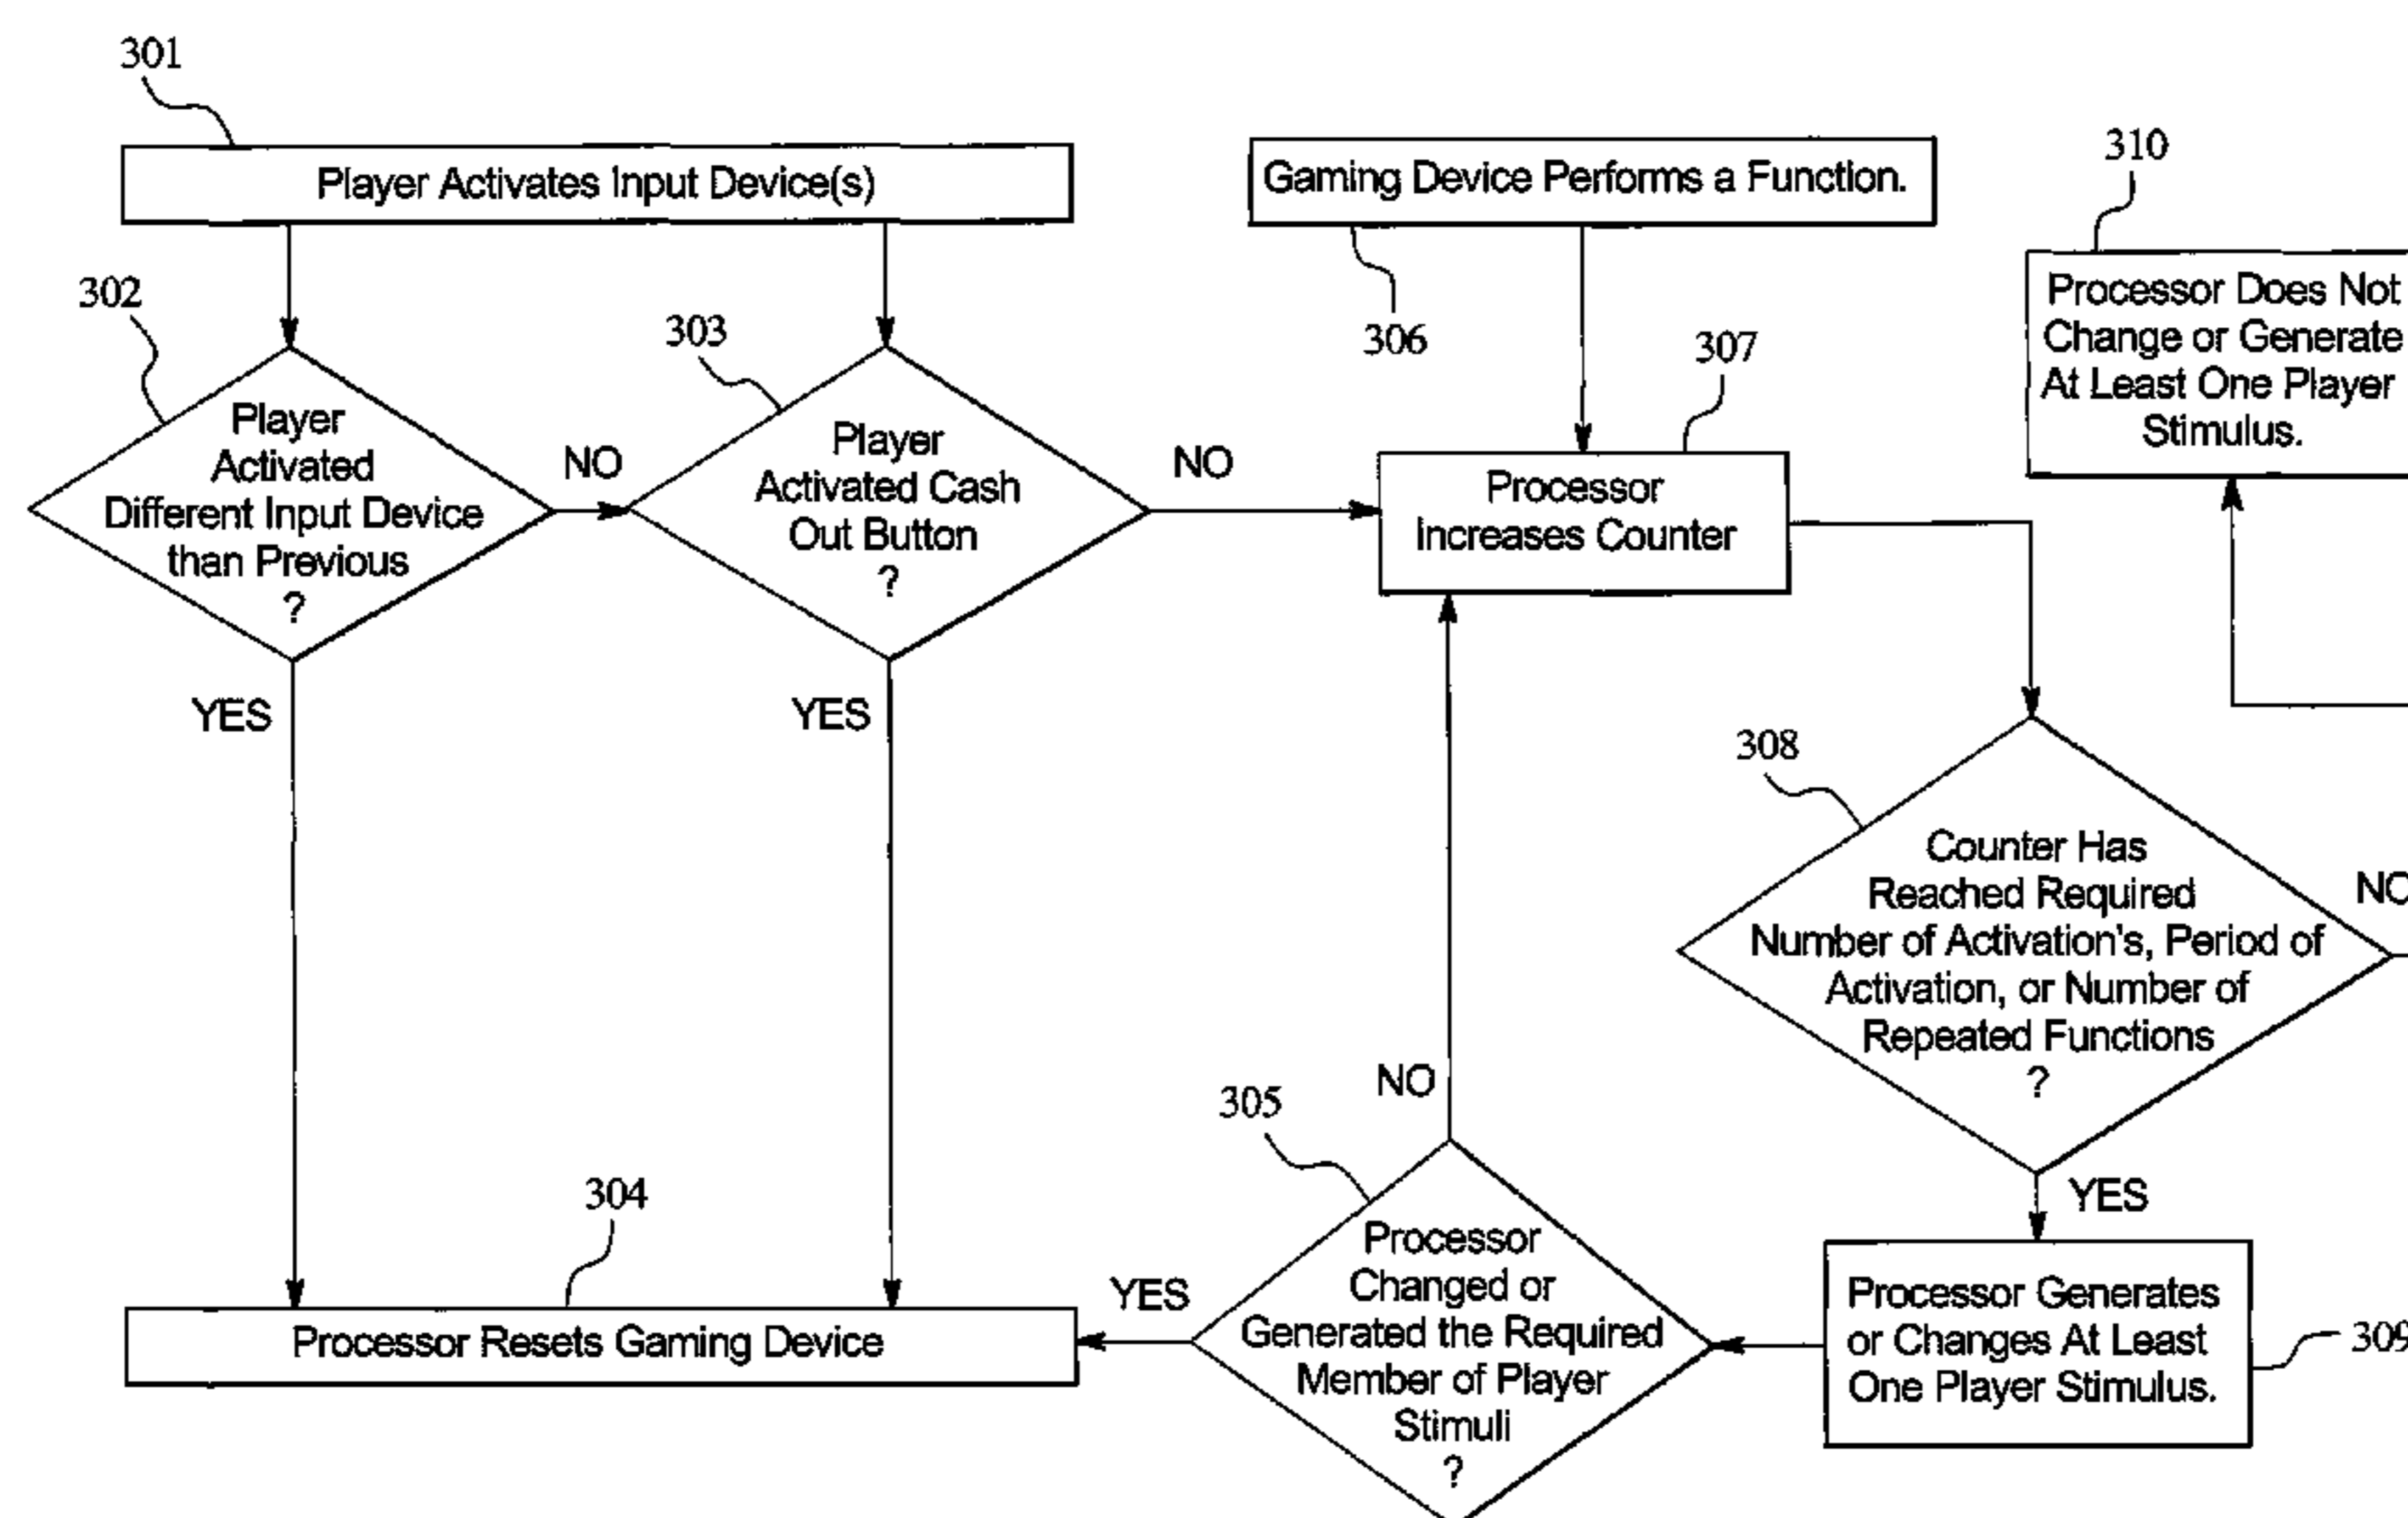 301
Player Activates Input Device(s)
Gaming Device Performs a Function.
306
310
Processor Does Not
Change or Generate
At Least One Player
Stimulus.
302
Player
Activated
Different Input Device
than Previous
?
NO
YES
303
Player
Activated Cash
Out Button
?
NO
YES
307
Processor
Increases Counter
308
Counter Has
Reached Required
Number of Activation's, Period of
Activation, or Number of
Repeated Functions
?
NO
YES
309
Processor Generates
or Changes At Least
One Player Stimulus.
305
NO
Processor
Changed or
Generated the Required
Member of Player
Stimuli
?
YES
304
Processor Resets Gaming Device